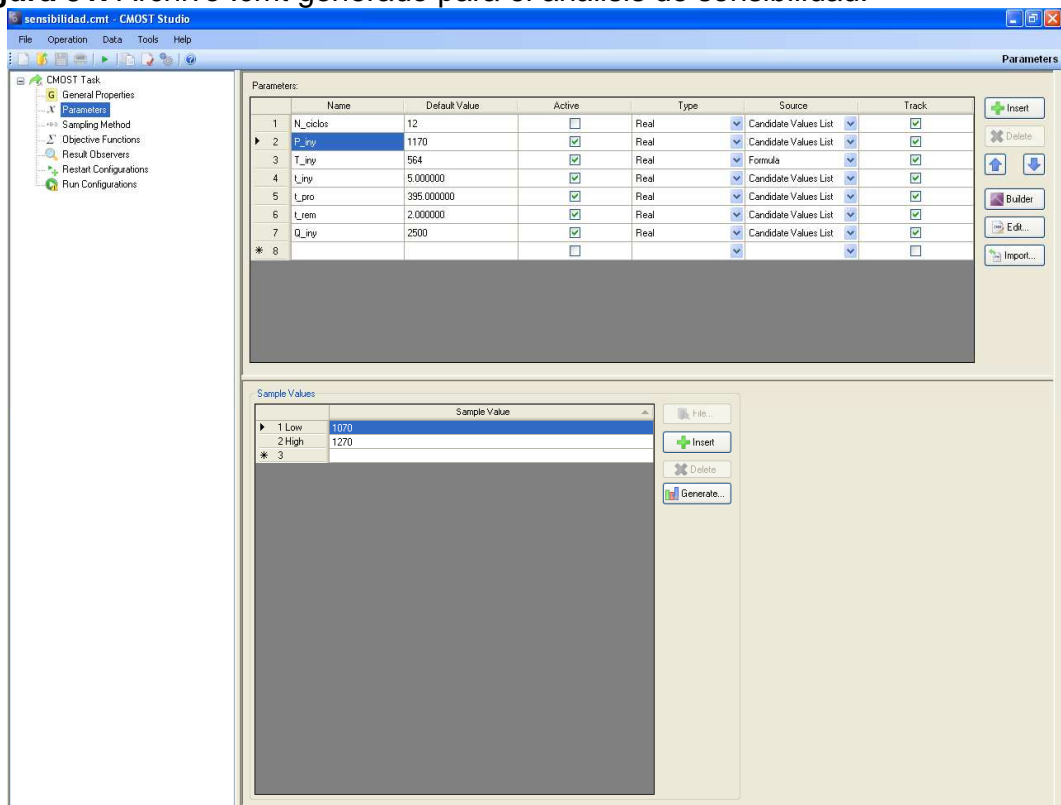 Archivo .cmt generado para el análisis de sensibilidad.
sensibilidad.cmt - CMOST Studio
File Operation Data Tools Help
Parameters
CMOST Task
General Properties
Parameters
Sampling Method
Objective Functions
Result Observers
Restart Configurations
Run Configurations
Parameters:
Name Default Value Active Type Source Track
1 N_ciclos 12 Real Candidate Values List
2 P_iny 1170 Real Candidate Values List
3 T_iny 564 Real Formula
4 t_iny 5.000000 Real Candidate Values List
5 t_pro 395.000000 Real Candidate Values List
6 t_rem 2.000000 Real Candidate Values List
7 Q_iny 2500 Real Candidate Values List
* 8
Insert
Delete
Builder
Edit...
Import...
Sample Values
Sample Value
1 Low 1070
2 High 1270
* 3
File...
Insert
Delete
Generate...